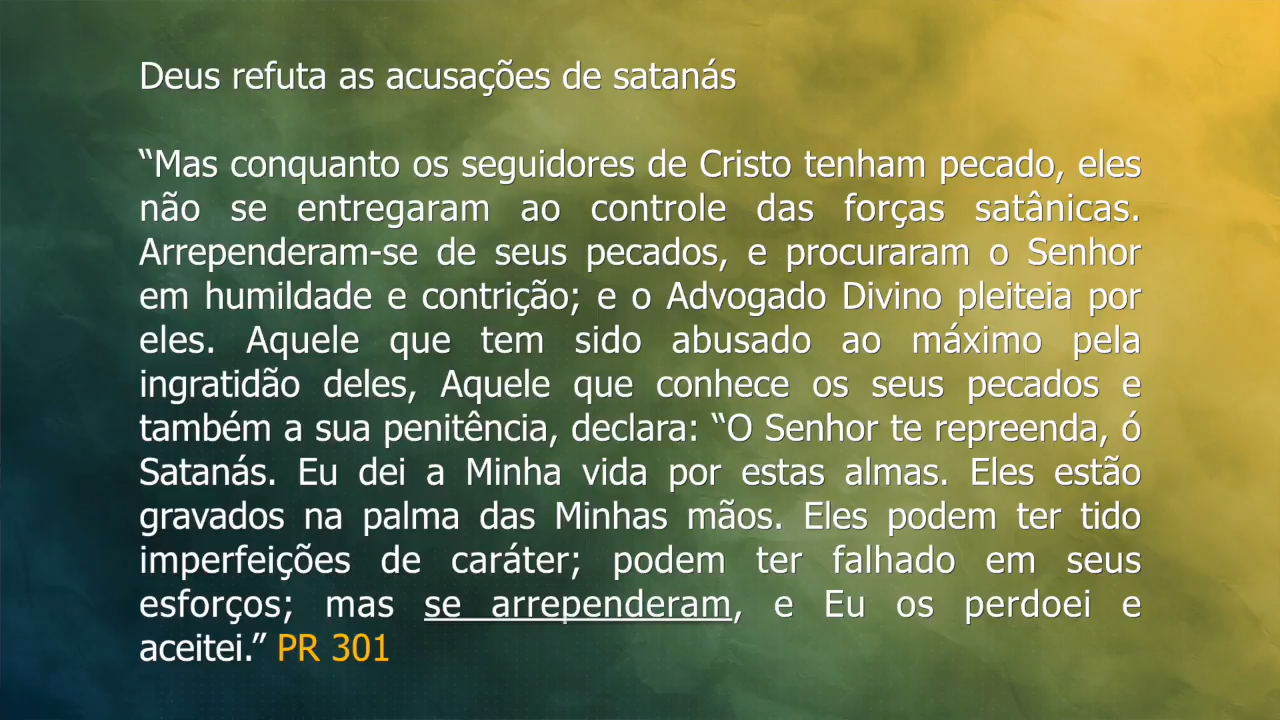 Deus refuta as acusações de satanás
“Mas conquanto os seguidores de Cristo tenham pecado, eles
não se entregaram ao controle das forças satânicas.
Arrependeram-se de seus pecados, e procuraram o Senhor
em humildade e contrição; e o Advogado Divino pleiteia por
eles. Aquele que tem sido abusado ao máximo pela
ingratidão deles, Aquele que conhece os seus pecados e
também a sua penitência, declara: “O Senhor te repreenda, ó
Satanás. Eu dei a Minha vida por estas almas. Eles estão
gravados na palma das Minhas mãos. Eles podem ter tido
imperfeições de caráter; podem ter falhado em seus
esforços; mas se arrependeram, e Eu os perdoei e
aceitei.” PR 301